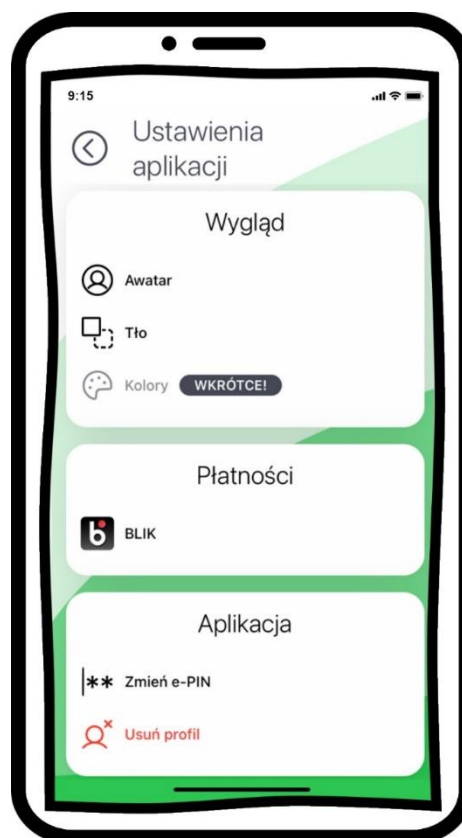 9:15
Ustawienia
aplikacji
Wygląd
Awatar
Tło
Kolory WKRÓTCE!
Płatności
b BLIK
Aplikacja
|** Zmień e-PIN
Usuń profil